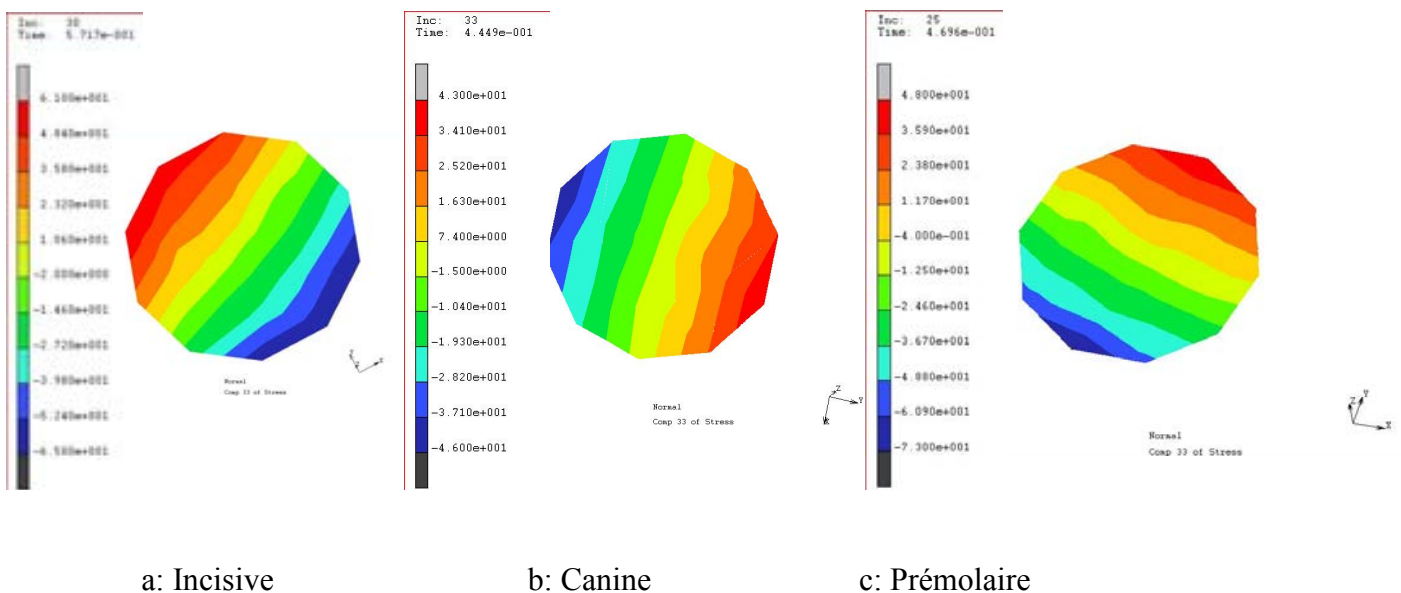 Inc: 30
Time: 5.717e-001
6.100e+001
4.840e+001
3.580e+001
2.320e+001
1.060e+001
-2.000e+000
-1.460e+001
-2.720e+001
-3.980e+001
-5.240e+001
-6.500e+001
Normal
Comp 33 of Stress
Inc: 33
Time: 4.449e-001
4.300e+001
3.410e+001
2.520e+001
1.630e+001
7.400e+000
-1.500e+000
-1.040e+001
-1.930e+001
-2.820e+001
-3.710e+001
-4.600e+001
Normal
Comp 33 of Stress
Z
Y
X
Inc: 25
Time: 4.696e-001
4.800e+001
3.590e+001
2.380e+001
1.170e+001
-4.000e-001
-1.250e+001
-2.460e+001
-3.670e+001
-4.880e+001
-6.090e+001
-7.300e+001
Normal
Comp 33 of Stress
Z Y
X
a: Incisive b: Canine c: Prémolaire